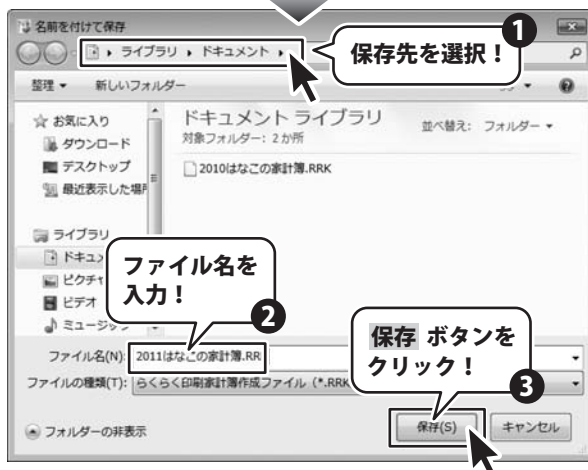 名前を付けて保存
1
ライブラリ ▸ ドキュメント ▸
保存先を選択！
整理 ▼ 新しいフォルダー
お気に入り
ダウンロード
デスクトップ
最近表示した場所
ドキュメント ライブラリ
対象フォルダー: 2か所
並べ替え: フォルダー ▼
2010はなこの家計簿.RRK
ライブラリ
ビデオ
ファイル名を
入力！
2
保存 ボタンを
クリック！
3
ファイル名(N): 2011はなこの家計簿.RR
ファイルの種類(T): らくらく印刷家計簿作成ファイル (*.RRK
フォルダーの非表示
保存(S)
キャンセル